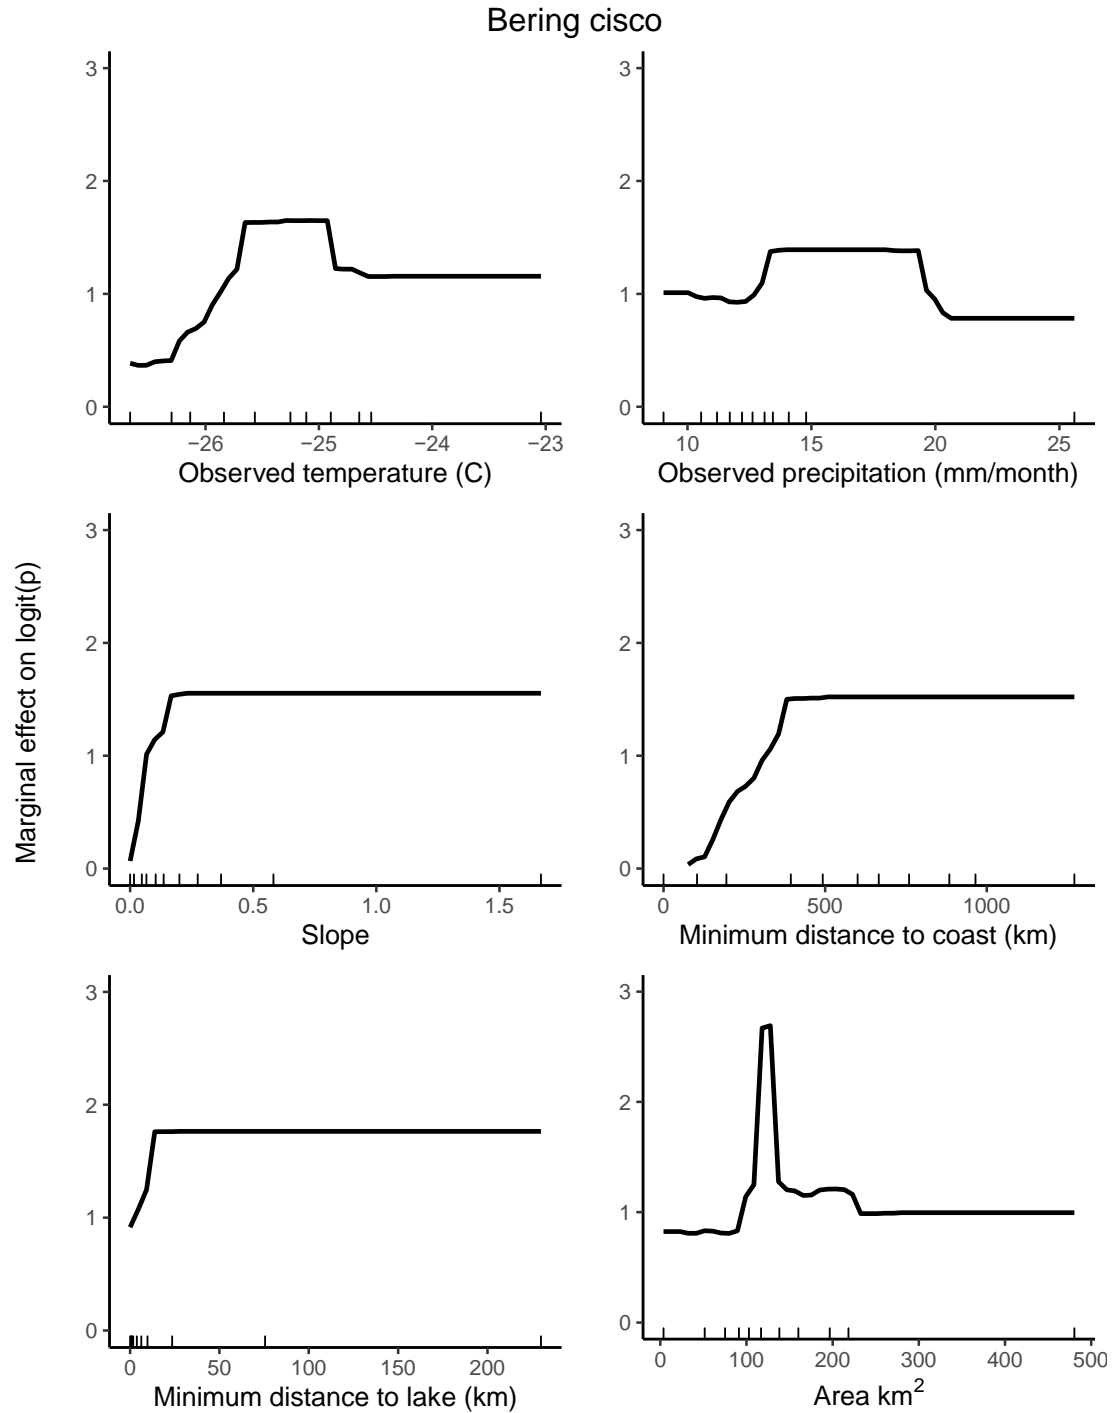 Bering cisco
Marginal effect on logit(p)
3
2
1
0
−26 −25 −24 −23
Observed temperature (C)
3
2
1
0
10 15 20 25
Observed precipitation (mm/month)
3
2
1
0
0.0 0.5 1.0 1.5
Slope
3
2
1
0
0 500 1000
Minimum distance to coast (km)
3
2
1
0
0 50 100 150 200
Minimum distance to lake (km)
3
2
1
0
0 100 200 300 400 500
Area km²